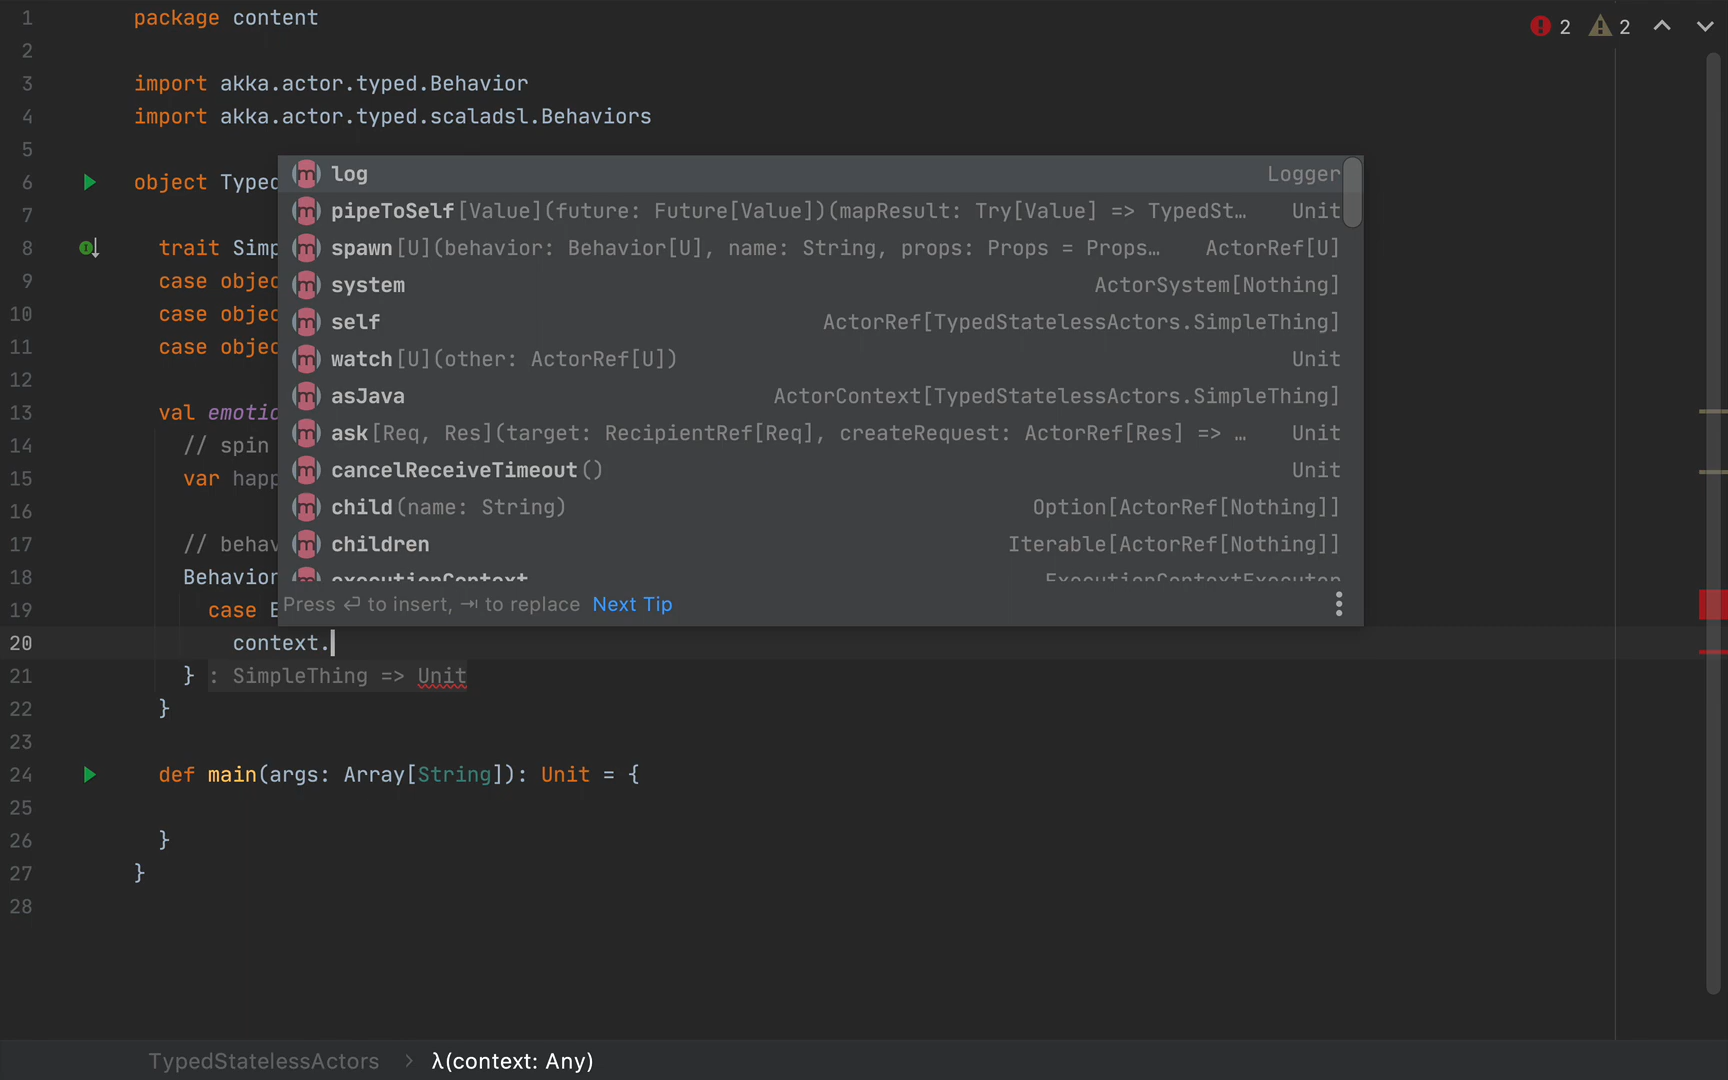 2 2
1 package content
2
3 import akka.actor.typed.Behavior
4 import akka.actor.typed.scaladsl.Behaviors
5
6 object Typed
7
8 trait Simp
9 case objec
10 case objec
11 case objec
12
13 val emotio
14 // spin
15 var happ
16
17 // behav
18 Behavior
19 case E
20 context.
21 } : SimpleThing => Unit
22 }
23
24 def main(args: Array[String]): Unit = {
25
26 }
27 }
28
log Logger
pipeToSelf[Value](future: Future[Value])(mapResult: Try[Value] => TypedSt… Unit
spawn[U](behavior: Behavior[U], name: String, props: Props = Props… ActorRef[U]
system ActorSystem[Nothing]
self ActorRef[TypedStatelessActors.SimpleThing]
watch[U](other: ActorRef[U]) Unit
asJava ActorContext[TypedStatelessActors.SimpleThing]
ask[Req, Res](target: RecipientRef[Req], createRequest: ActorRef[Res] => … Unit
cancelReceiveTimeout() Unit
child(name: String) Option[ActorRef[Nothing]]
children Iterable[ActorRef[Nothing]]
executionContext ExecutionContextExecutor
Press ↵ to insert, ⇥ to replace Next Tip
TypedStatelessActors > λ(context: Any)